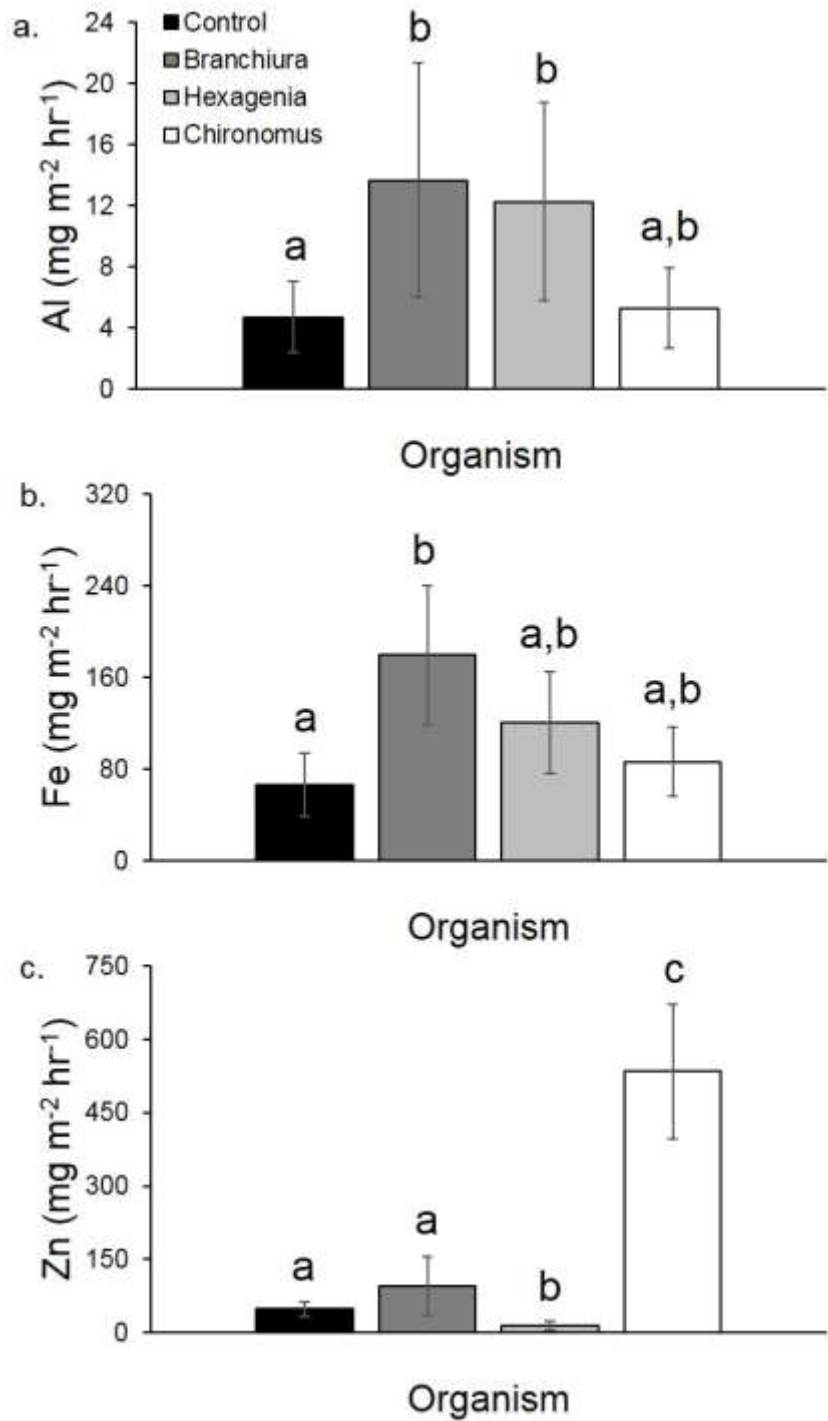 a.
Al (mg m⁻² hr⁻¹)
24
20
16
12
8
4
0
Control
Branchiura
Hexagenia
Chironomus
a
b
b
a,b
Organism
b.
Fe (mg m⁻² hr⁻¹)
320
240
160
80
0
a
b
a,b
a,b
Organism
c.
Zn (mg m⁻² hr⁻¹)
750
600
450
300
150
0
a
a
b
c
Organism